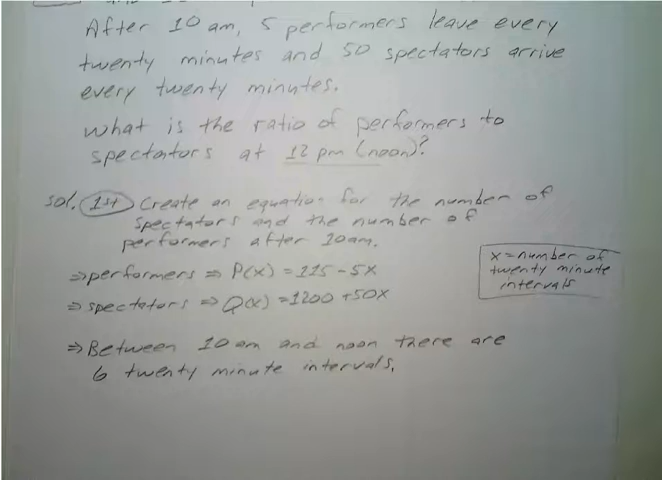 After 10 am, 5 performers leave every
twenty minutes and 50 spectators arrive
every twenty minutes.
what is the ratio of performers to
spectators at 12 pm (noon)?
sol. 1st Create an equation for the number of
spectators and the number of
performers after 10am.
⇒ performers ⇒ P(x) = 115 - 5x
⇒ spectators ⇒ Q(x) = 1200 + 50x
x = number of
twenty minute
intervals
⇒ Between 10 am and noon there are
6 twenty minute intervals.